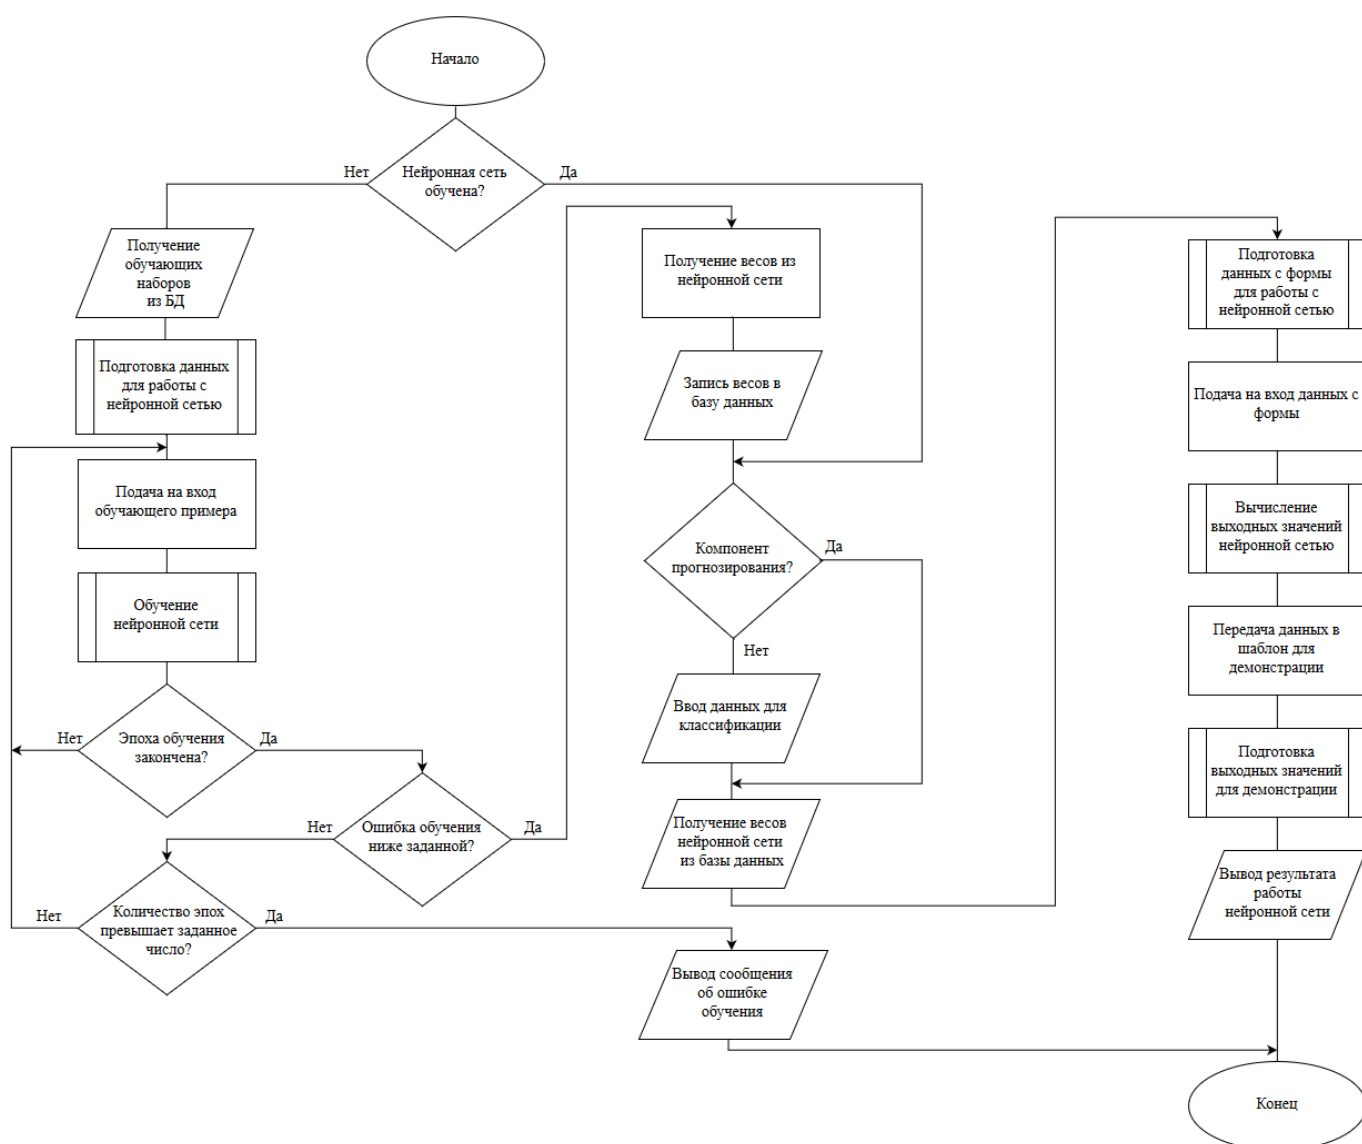 Начало
Нейронная сеть
обучена?
Нет
Да
Получение
обучающих
наборов
из БД
Подготовка данных
для работы с
нейронной сетью
Подача на вход
обучающего примера
Обучение
нейронной сети
Эпоха обучения
закончена?
Нет
Да
Ошибка обучения
ниже заданной?
Нет
Да
Количество эпох
превышает заданное
число?
Нет
Да
Получение весов из
нейронной сети
Запись весов в
базу данных
Компонент
прогнозирования?
Да
Нет
Ввод данных для
классификации
Получение весов
нейронной сети
из базы данных
Вывод сообщения
об ошибке
обучения
Подготовка
данных с формы
для работы с
нейронной сетью
Подача на вход данных с
формы
Вычисление
выходных значений
нейронной сетью
Передача данных в
шаблон для
демонстрации
Подготовка
выходных значений
для демонстрации
Вывод результата
работы
нейронной сети
Конец